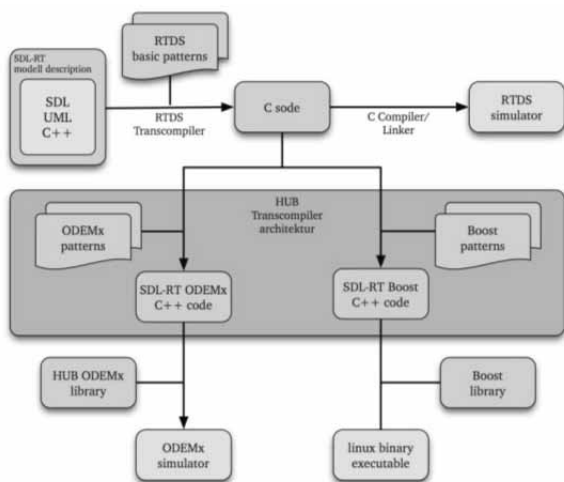 SDL-RT
modell description
SDL
UML
C++
RTDS
basic patterns
RTDS
Transcompiler
C sode
C Compiler/
Linker
RTDS
simulator
HUB
Transcompiler
architektur
ODEMx
patterns
Boost
patterns
SDL-RT ODEMx
C++ code
SDL-RT Boost
C++ code
HUB ODEMx
library
Boost
library
ODEMx
simulator
linux binary
executable